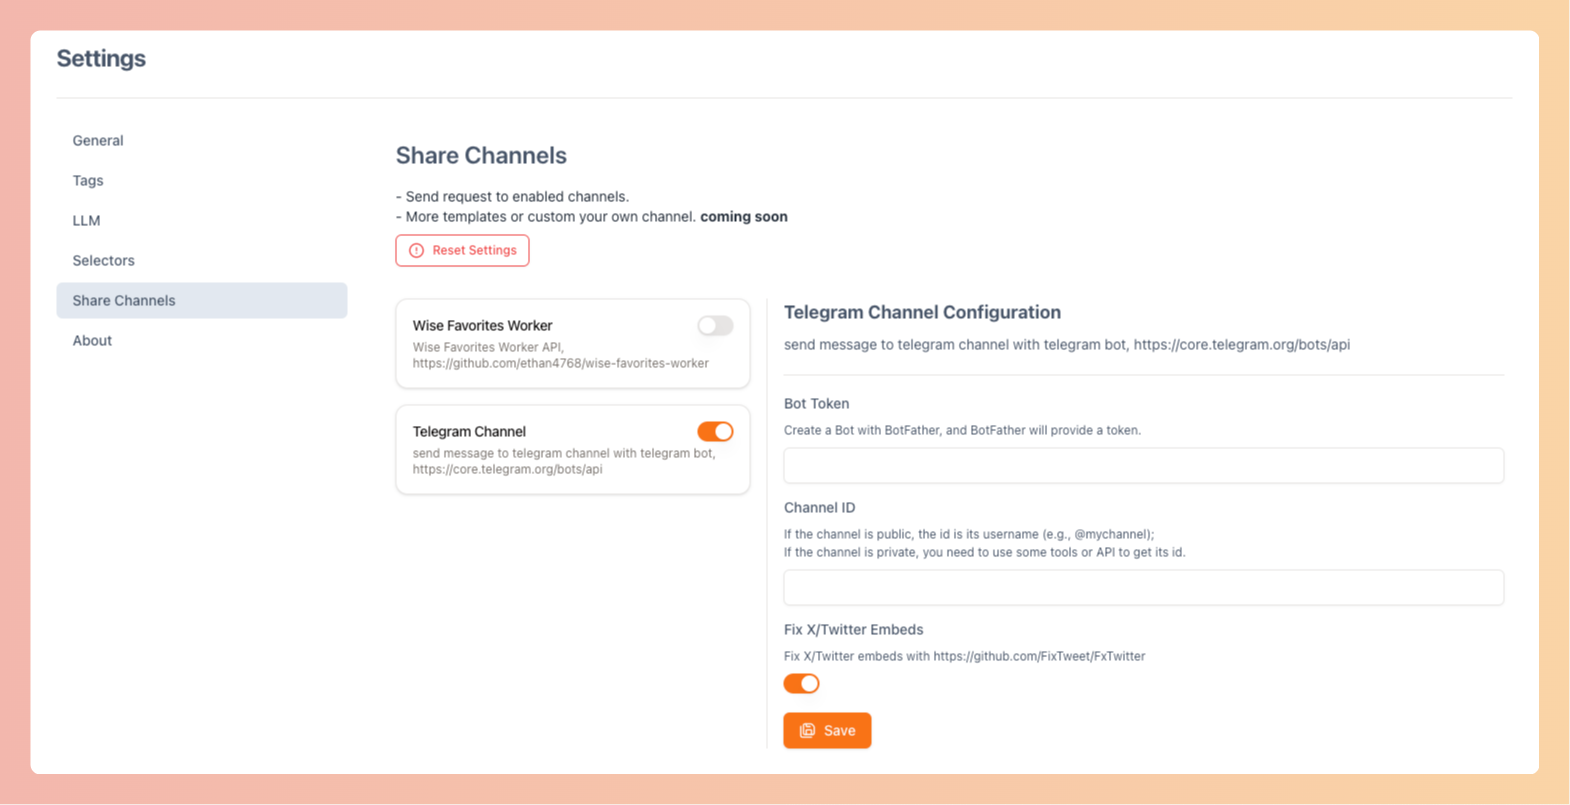 Settings
General
Tags
LLM
Selectors
Share Channels
About
Share Channels
- Send request to enabled channels.
- More templates or custom your own channel. coming soon
Reset Settings
Wise Favorites Worker
Wise Favorites Worker API,
https://github.com/ethan4768/wise-favorites-worker
Telegram Channel
send message to telegram channel with telegram bot,
https://core.telegram.org/bots/api
Telegram Channel Configuration
send message to telegram channel with telegram bot, https://core.telegram.org/bots/api
Bot Token
Create a Bot with BotFather, and BotFather will provide a token.
Channel ID
If the channel is public, the id is its username (e.g., @mychannel);
If the channel is private, you need to use some tools or API to get its id.
Fix X/Twitter Embeds
Fix X/Twitter embeds with https://github.com/FixTweet/FxTwitter
Save